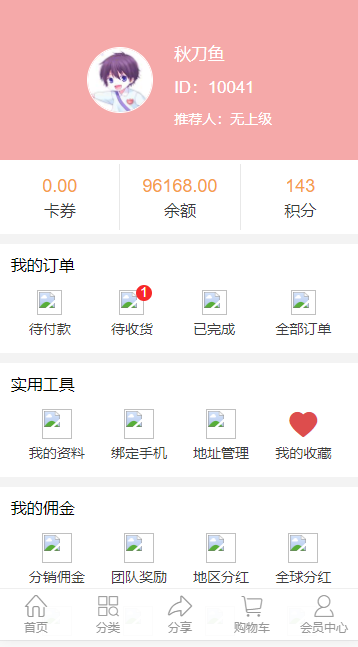 秋刀鱼
ID：10041
推荐人：无上级
0.00 96168.00 143
卡券 余额 积分
我的订单
1
待付款 待收货 已完成 全部订单
实用工具
我的资料 绑定手机 地址管理 我的收藏
我的佣金
分销佣金 团队奖励 地区分红 全球分红
首页 分类 分享 购物车 会员中心